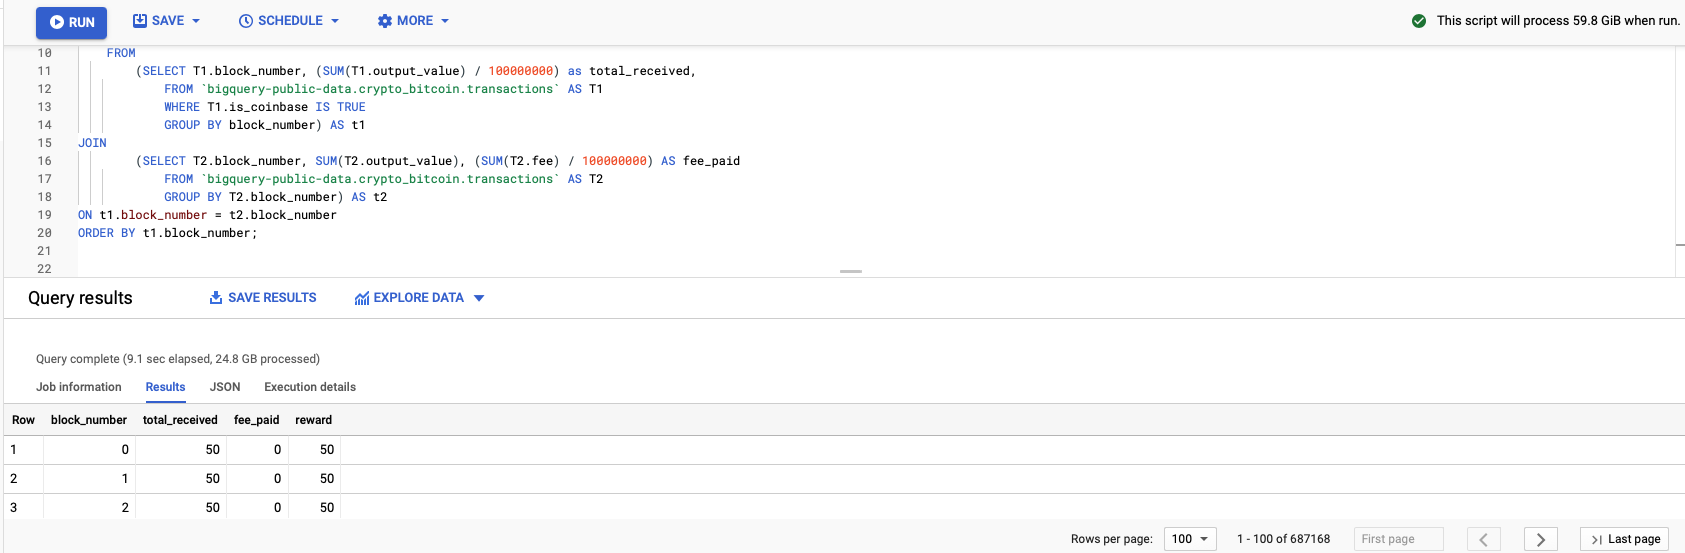 RUN SAVE SCHEDULE MORE This script will process 59.8 GiB when run.
10 FROM
11 (SELECT T1.block_number, (SUM(T1.output_value) / 100000000) as total_received,
12 FROM `bigquery-public-data.crypto_bitcoin.transactions` AS T1
13 WHERE T1.is_coinbase IS TRUE
14 GROUP BY block_number) AS t1
15 JOIN
16 (SELECT T2.block_number, SUM(T2.output_value), (SUM(T2.fee) / 100000000) AS fee_paid
17 FROM `bigquery-public-data.crypto_bitcoin.transactions` AS T2
18 GROUP BY T2.block_number) AS t2
19 ON t1.block_number = t2.block_number
20 ORDER BY t1.block_number;
21
22
Query results SAVE RESULTS EXPLORE DATA
Query complete (9.1 sec elapsed, 24.8 GB processed)
Job information Results JSON Execution details
Row block_number total_received fee_paid reward
1 0 50 0 50
2 1 50 0 50
3 2 50 0 50
Rows per page: 100 1 - 100 of 687168 First page Last page